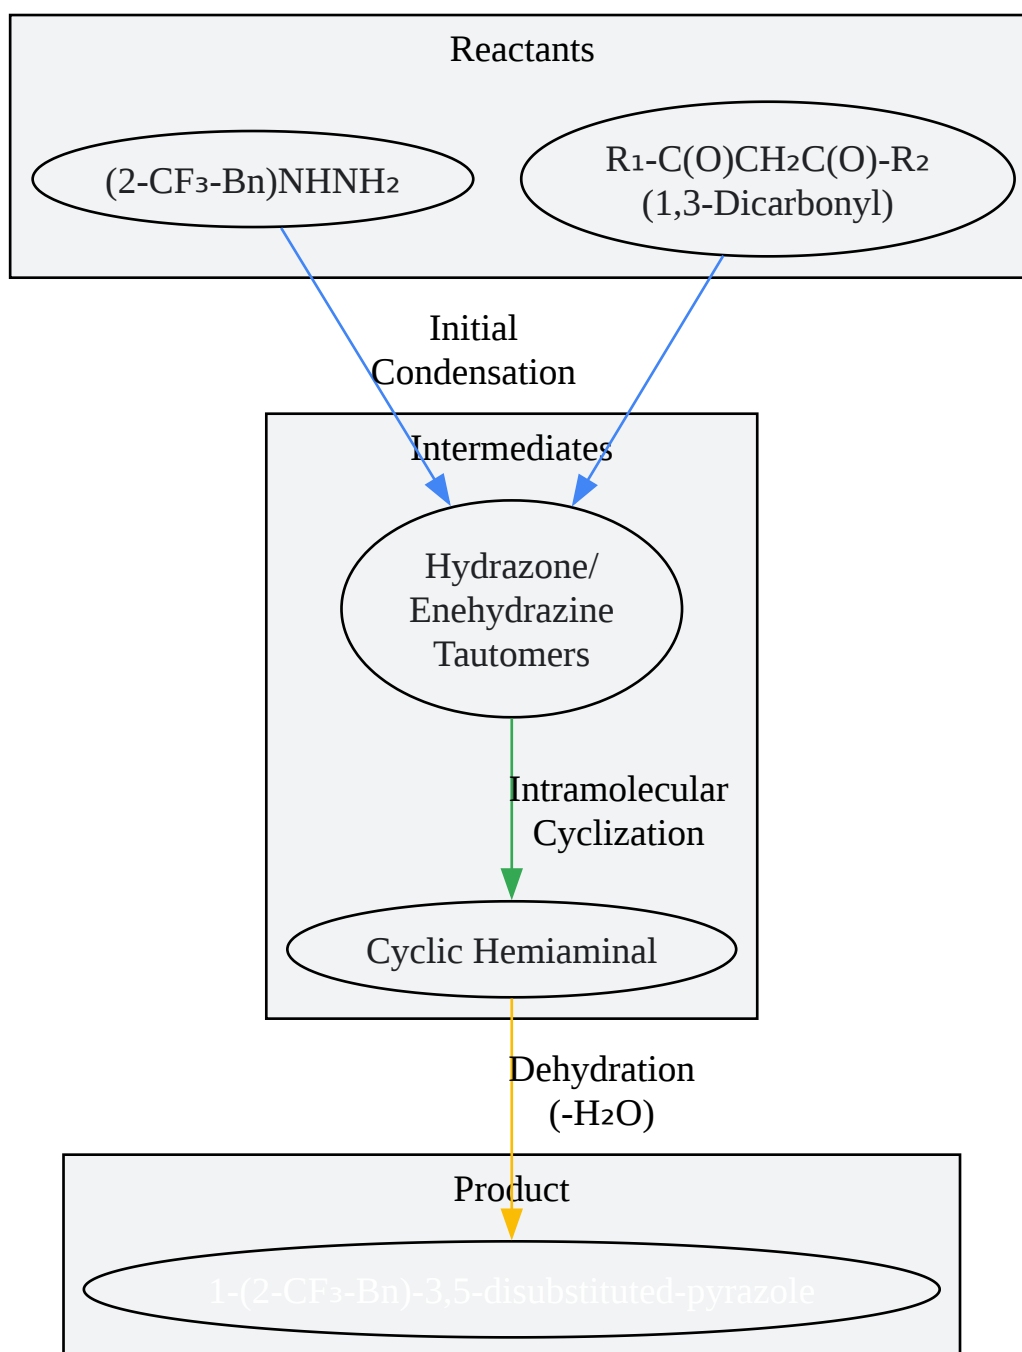 Reactants
(2-CF₃-Bn)NHNH₂
R₁-C(O)CH₂C(O)-R₂
(1,3-Dicarbonyl)
Initial
Condensation
Intermediates
Hydrazone/
Enehydrazine
Tautomers
Intramolecular
Cyclization
Cyclic Hemiaminal
Dehydration
(-H₂O)
Product
1-(2-CF₃-Bn)-3,5-disubstituted-pyrazole